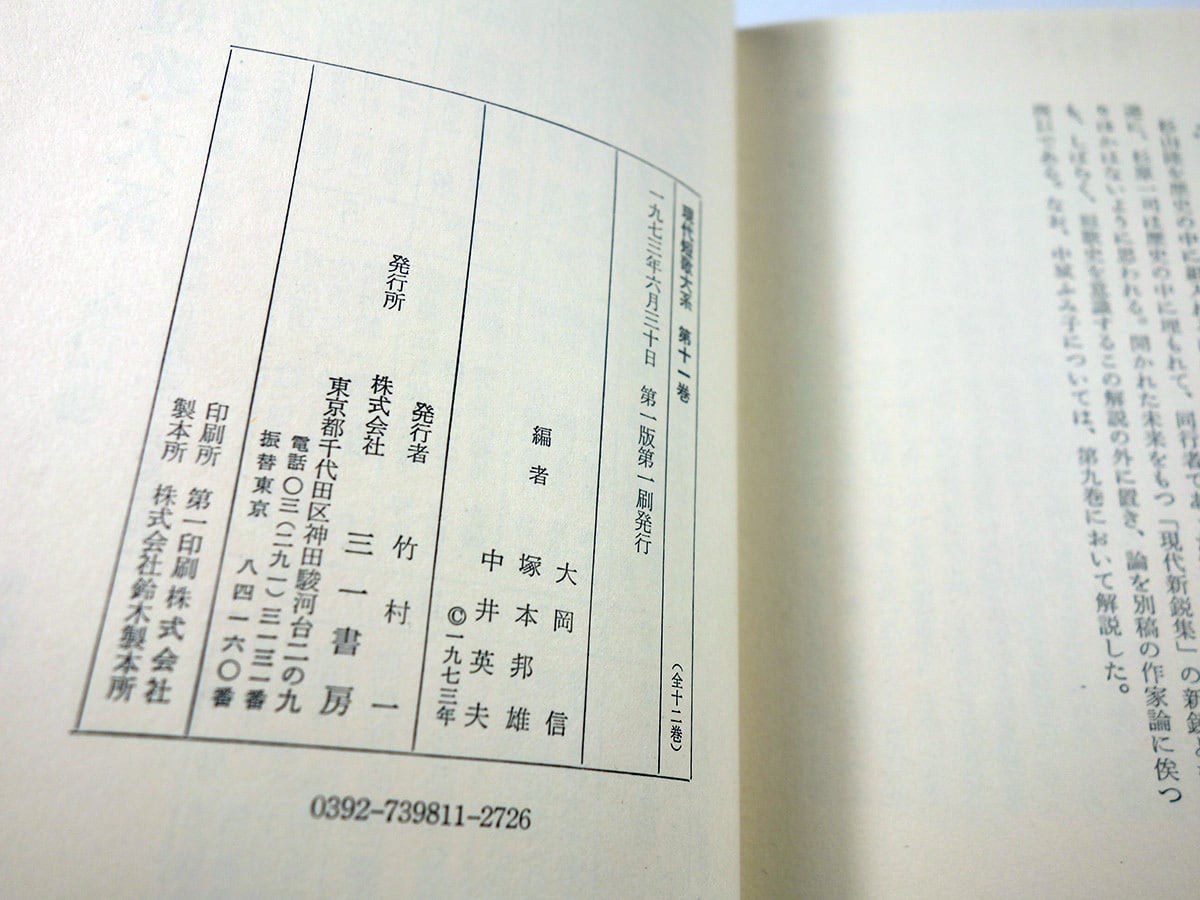 杉山隆を歴史の中に
逆に、杉原一司は歴史の中に埋もれて、同行者であ
りほかはないように思われる。開かれた未来をもつ「現代新鋭集」の新鋭
も、しばらく、短歌史を意識するこの解説の外に置き、論を別稿の作家論に俟つ
所以である。なお、中城ふみ子については、第九巻において解説した。
現代短歌大系 第十一巻 (全十二巻)
一九七三年六月三十日 第一版第一刷発行
編者 大岡信
塚本邦雄
中井英夫
©一九七三年
発行者 竹村一
発行所 株式会社 三一書房
東京都千代田区神田駿河台二の九
電話〇三(二九一)三一三一番
振替東京 八四一六〇番
印刷所 第一印刷株式会社
製本所 株式会社鈴木製本所
0392-739811-2726